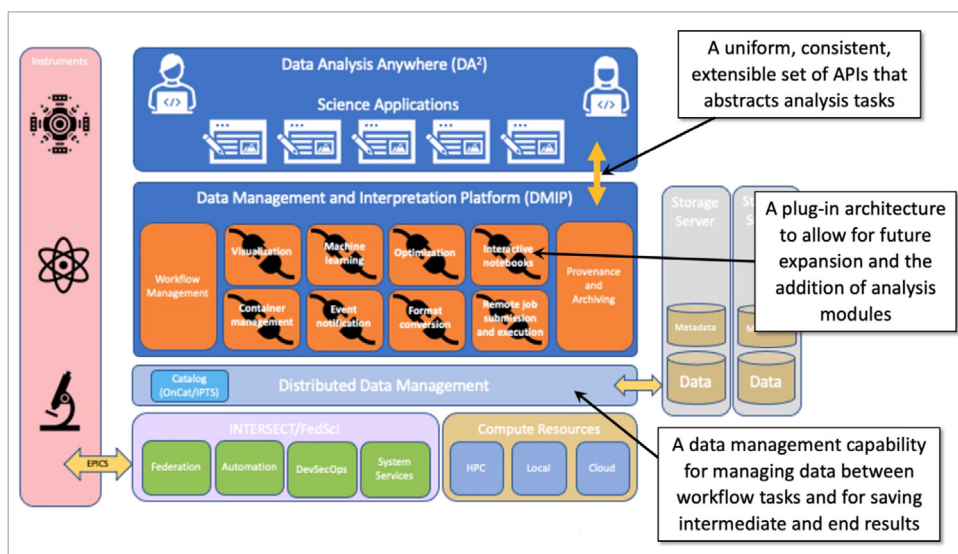 Instruments
EPICS
Data Analysis Anywhere (DA²)
Science Applications
Data Management and Interpretation Platform (DMIP)
Workflow
Management
Visualization
Machine
learning
Optimization
Interactive
notebooks
Container
management
Event
notification
Format
conversion
Remote job
submission
and execution
Provenance
and
Archiving
Catalog
(OnCat/IPTS)
Distributed Data Management
INTERSECT/FedSci
Federation
Automation
DevSecOps
System
Services
Compute Resources
HPC
Local
Cloud
Storage
Server
Metadata
Data
Data
A uniform, consistent,
extensible set of APIs that
abstracts analysis tasks
A plug-in architecture
to allow for future
expansion and the
addition of analysis
modules
A data management capability
for managing data between
workflow tasks and for saving
intermediate and end results